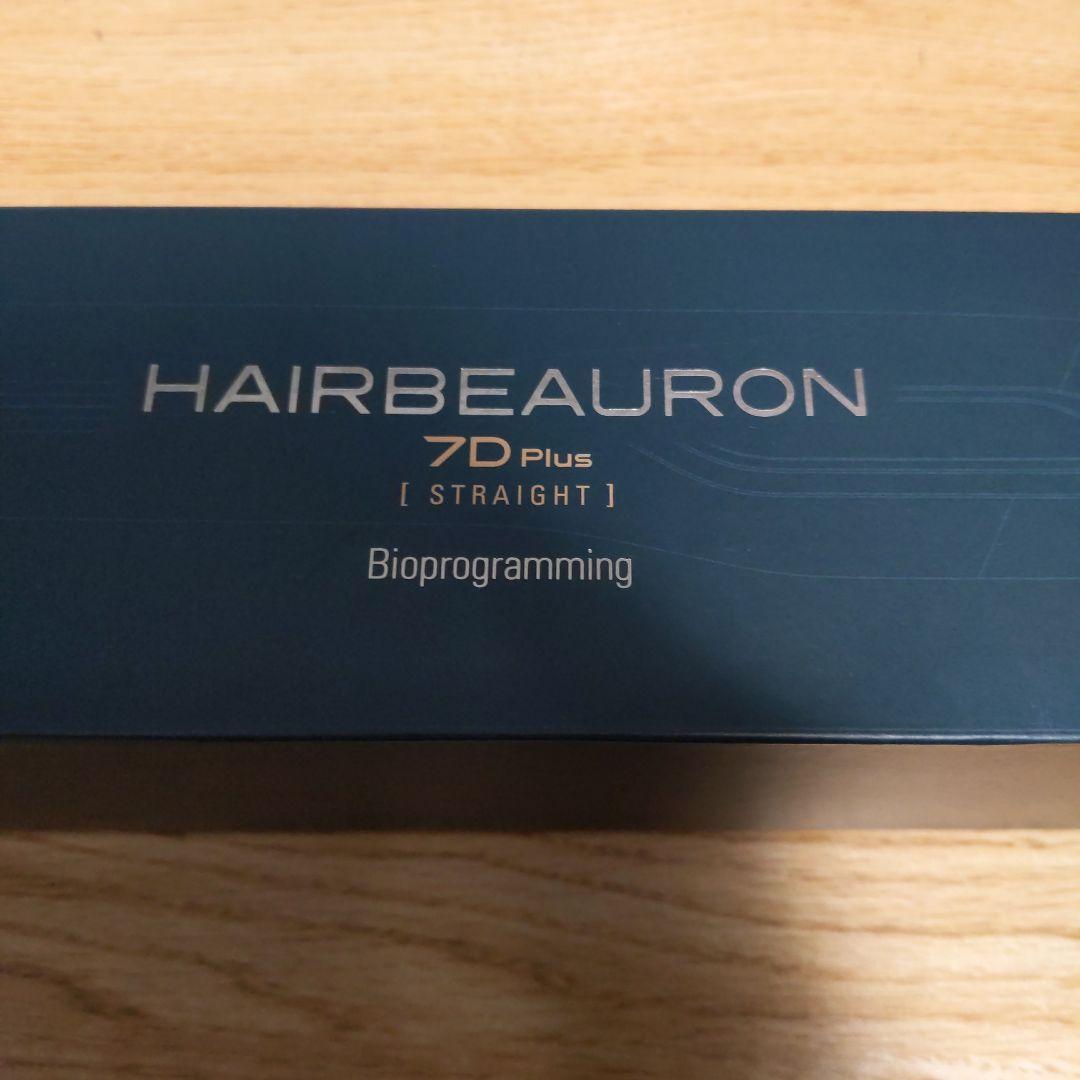 HAIRBEAURON
7D Plus
[ STRAIGHT ]
Bioprogramming